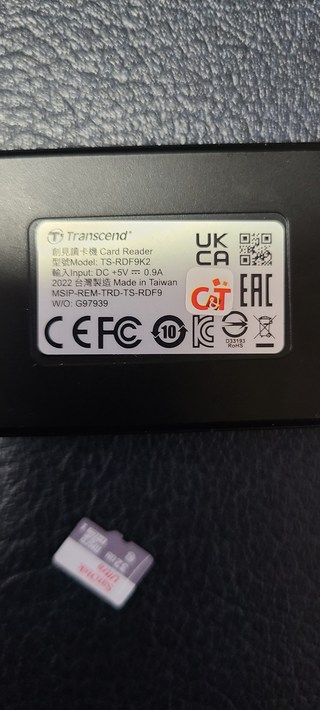 Transcend®
創見讀卡機 Card Reader
型號Model: TS-RDF9K2
輸入Input: DC +5V ⎓ 0.9A
2022 台灣製造 Made in Taiwan
MSIP-REM-TRD-TS-RDF9
W/O: G97939
UK
CA
C&T
EAC
CE FC 10 KC
D33193
RoHS
SanDisk
Ultra